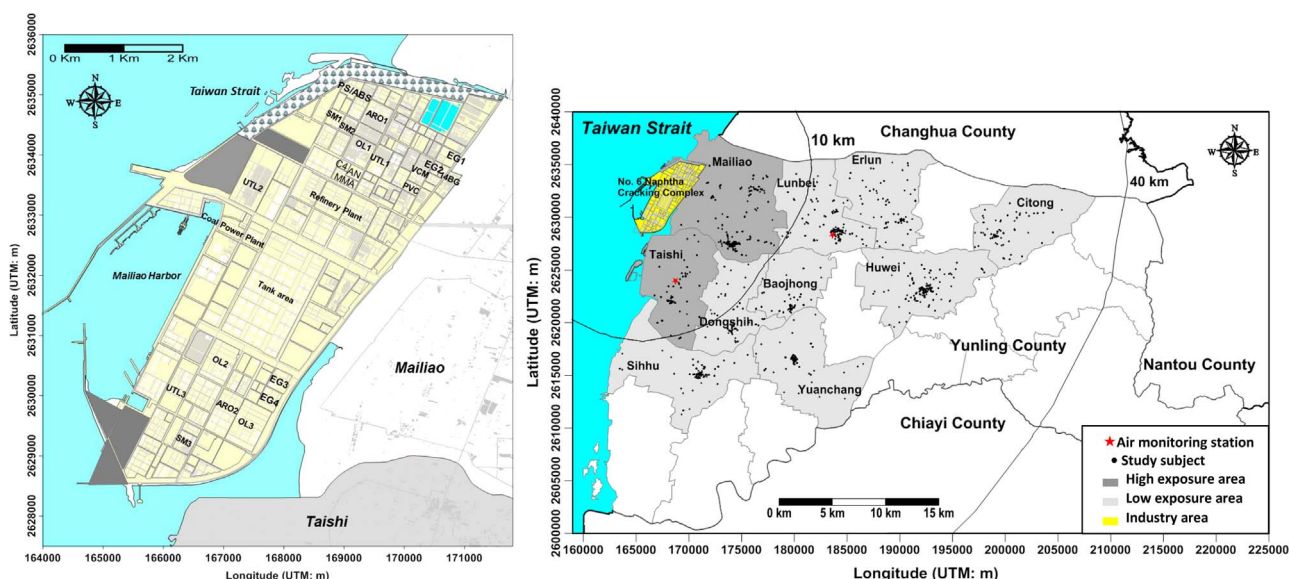 0 Km 1 Km 2 Km
N
W E
S
Taiwan Strait
PS/ABS
SM1
SM2
ARO1
OL1
UTL1
C4/AN
MMA
EG1
EG2
14BG
VCM
PVC
UTL2
Refinery Plant
Coal Power Plant
Mailiao Harbor
Tank area
OL2
EG3
EG4
UTL3
ARO2
OL3
SM3
Mailiao
Taishi
2636000
2635000
2634000
2633000
2632000
2631000
2630000
2629000
2628000
Latitude (UTM: m)
164000 165000 166000 167000 168000 169000 170000 171000
Longitude (UTM: m)
Taiwan Strait
10 km
Changhua County
N
W E
S
40 km
Mailiao
Lunbei
Erlun
Citong
No. 6 Naphtha
Cracking Complex
Taishi
Baojhong
Huwei
Dongshih
Yunling County
Nantou County
Sihhu
Yuanchang
Chiayi County
Air monitoring station
Study subject
High exposure area
Low exposure area
Industry area
0 km 5 km 10 km 15 km
2640000
2635000
2630000
2625000
2620000
2615000
2610000
2605000
2600000
Latitude (UTM: m)
160000 165000 170000 175000 180000 185000 190000 195000 200000 205000 210000 215000 220000 225000
Longitude (UTM: m)